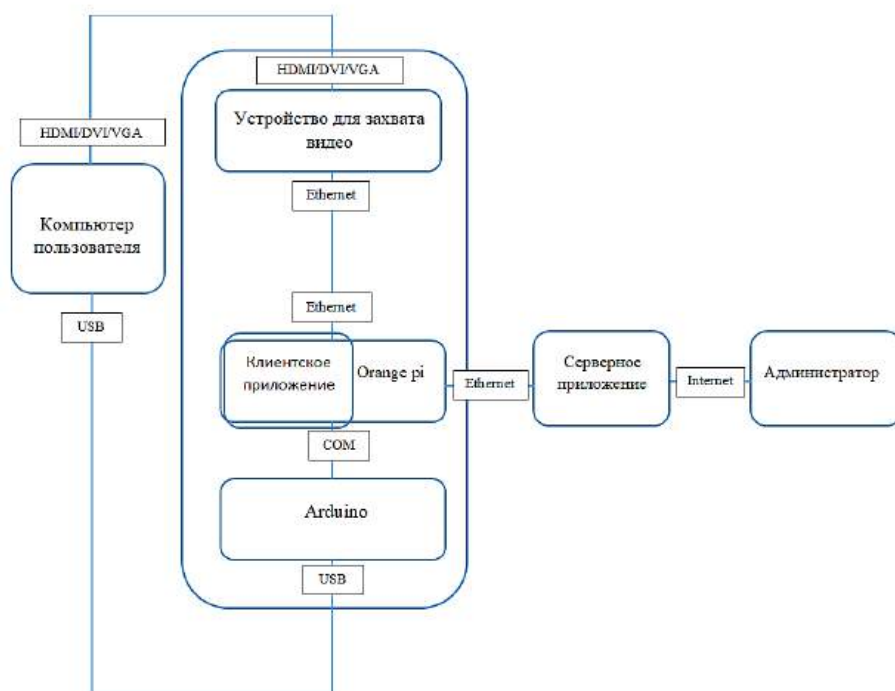 HDMI/DVI/VGA
Устройство для захвата
видео
HDMI/DVI/VGA
Ethernet
Компьютер
пользователя
Ethernet
USB
Клиентское
приложение
Orange pi
Ethernet
Серверное
приложение
Internet
Администратор
COM
Arduino
USB